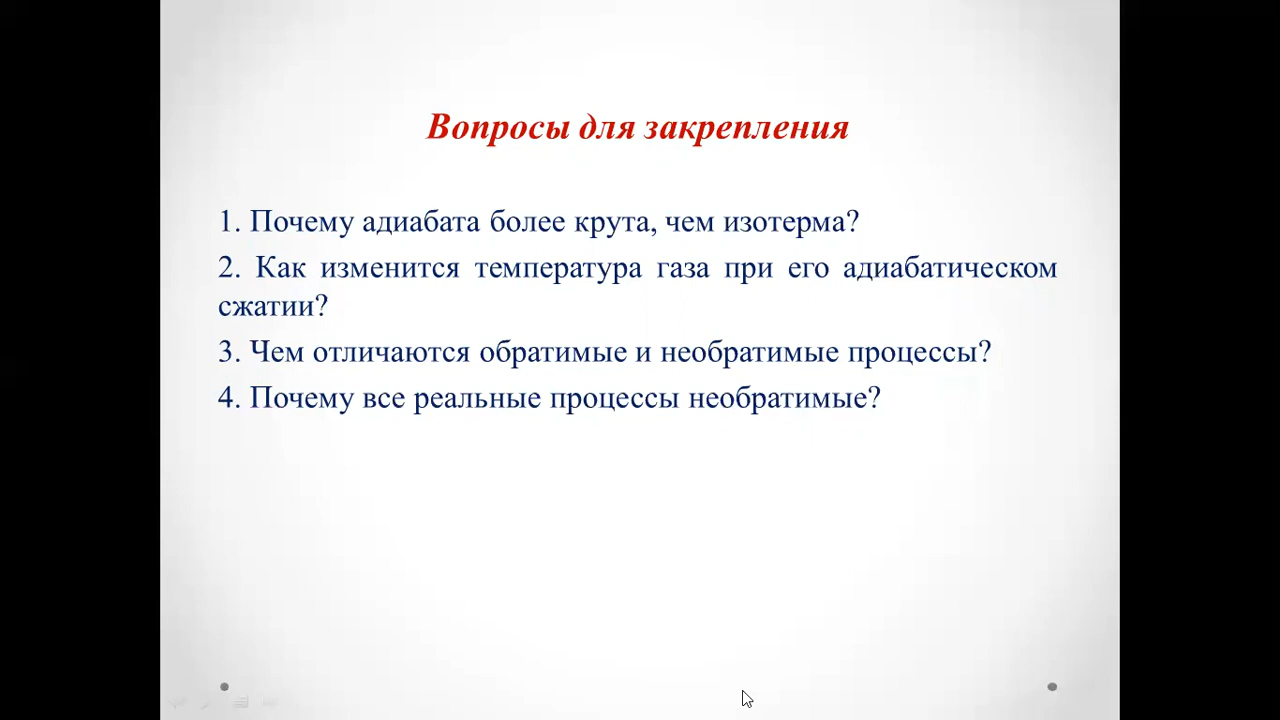 Вопросы для закрепления
1. Почему адиабата более крута, чем изотерма?
2. Как изменится температура газа при его адиабатическом
сжатии?
3. Чем отличаются обратимые и необратимые процессы?
4. Почему все реальные процессы необратимые?